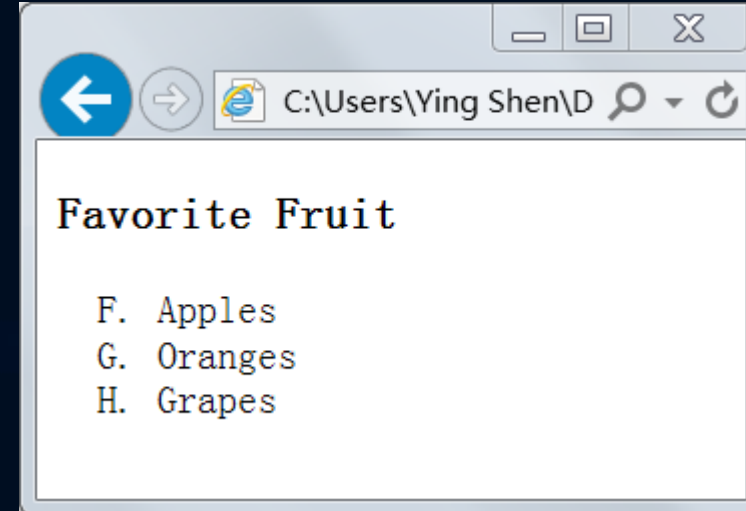 C:\Users\Ying Shen\D
Favorite Fruit
F. Apples
G. Oranges
H. Grapes